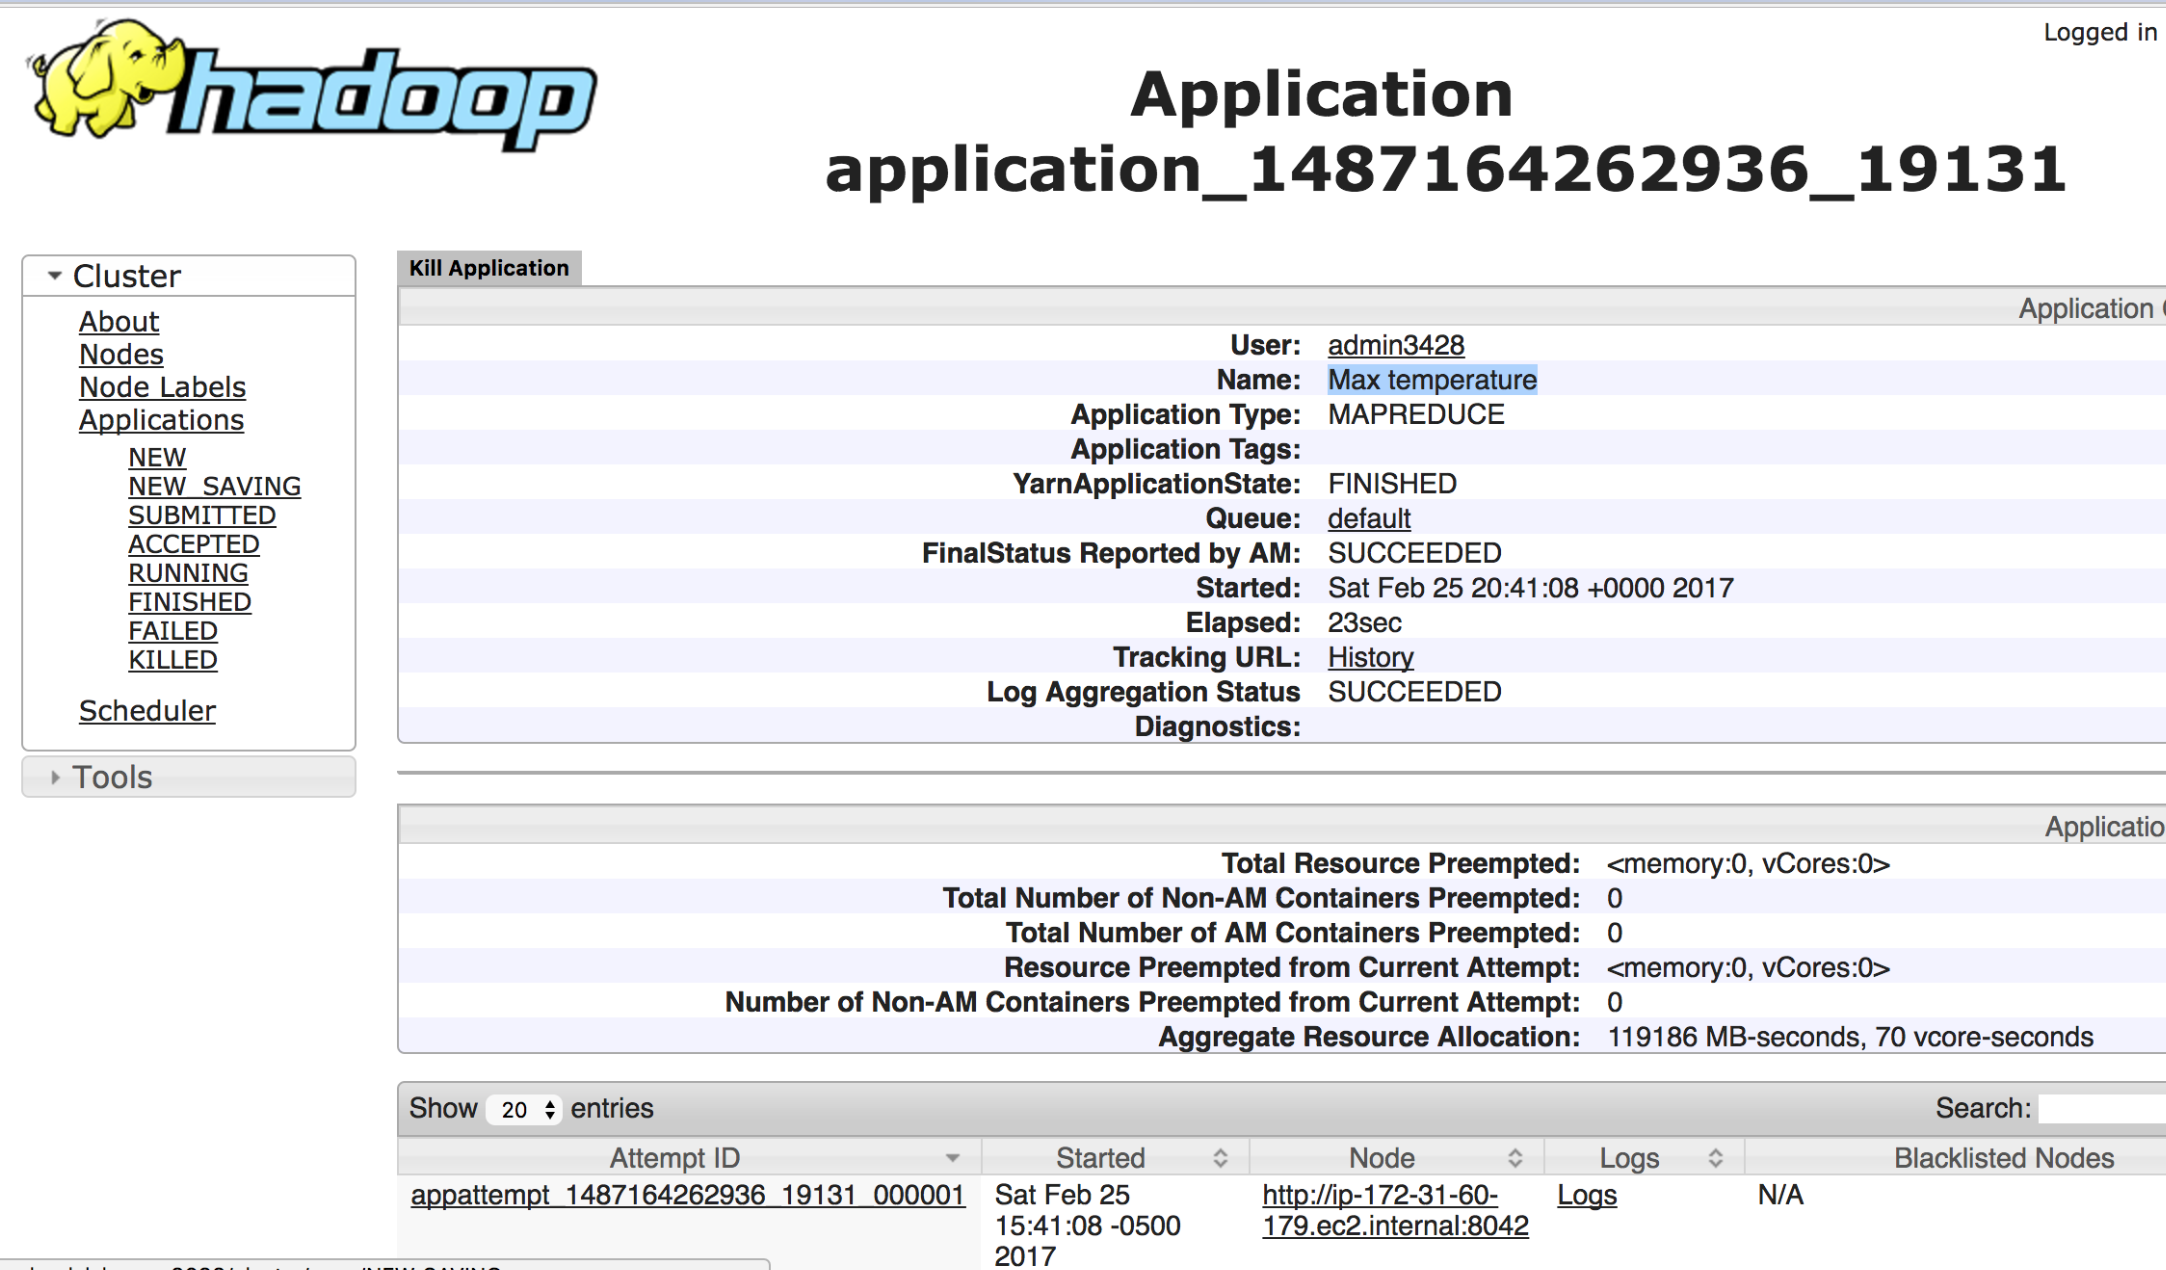 hadoop
Logged in
Application
application_1487164262936_19131
Cluster
About
Nodes
Node Labels
Applications
NEW
NEW_SAVING
SUBMITTED
ACCEPTED
RUNNING
FINISHED
FAILED
KILLED
Scheduler
Tools
Kill Application
Application
User: admin3428
Name: Max temperature
Application Type: MAPREDUCE
Application Tags:
YarnApplicationState: FINISHED
Queue: default
FinalStatus Reported by AM: SUCCEEDED
Started: Sat Feb 25 20:41:08 +0000 2017
Elapsed: 23sec
Tracking URL: History
Log Aggregation Status SUCCEEDED
Diagnostics:
Applicatio
Total Resource Preempted: <memory:0, vCores:0>
Total Number of Non-AM Containers Preempted: 0
Total Number of AM Containers Preempted: 0
Resource Preempted from Current Attempt: <memory:0, vCores:0>
Number of Non-AM Containers Preempted from Current Attempt: 0
Aggregate Resource Allocation: 119186 MB-seconds, 70 vcore-seconds
Show 20 entries Search:
Attempt ID Started Node Logs Blacklisted Nodes
appattempt_1487164262936_19131_000001 Sat Feb 25 http://ip-172-31-60- Logs N/A
15:41:08 -0500 179.ec2.internal:8042
2017